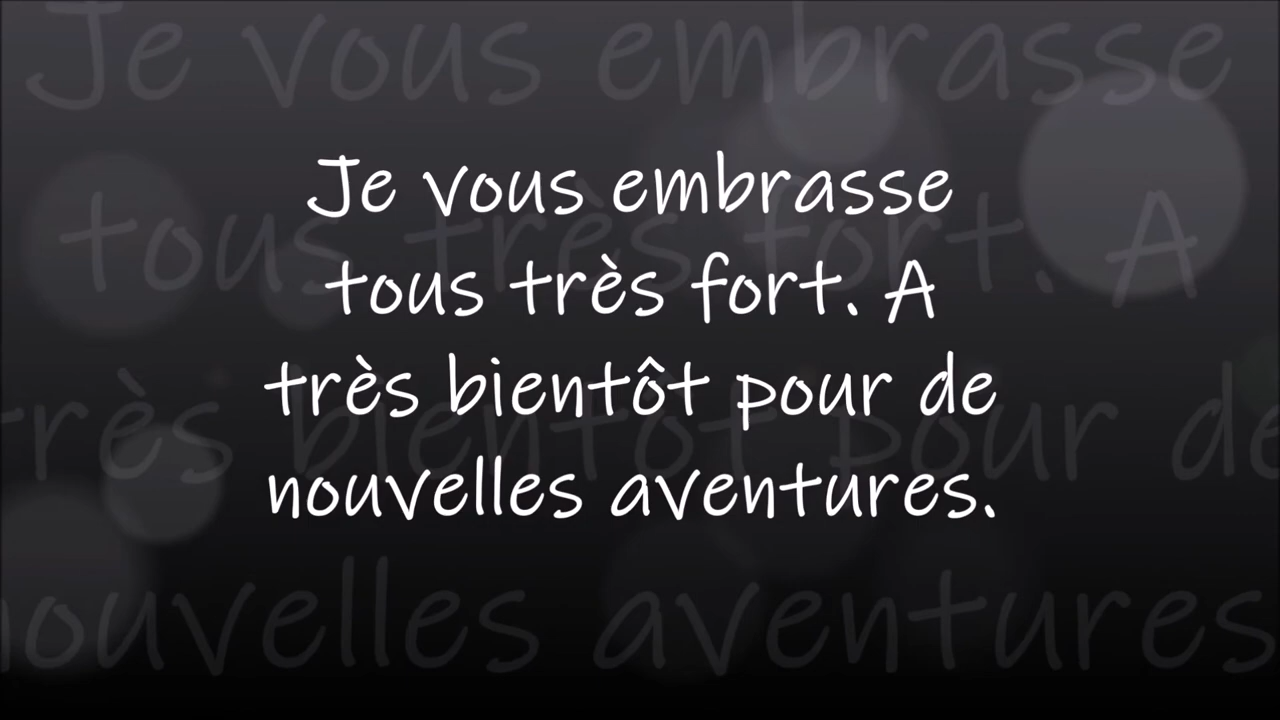 Je vous embrasse
tous très fort. A
très bientôt pour de
nouvelles aventures.